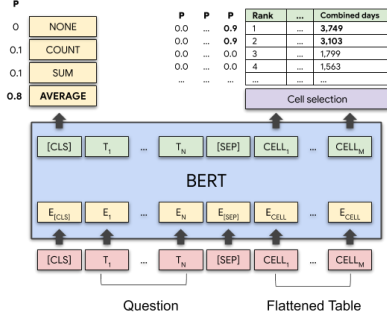 P
0 NONE
0.1 COUNT
0.1 SUM
0.8 AVERAGE
P P P Rank ... Combined days
0.0 ... 0.9 1 ... 3,749
0.0 ... 0.9 2 ... 3,103
0.0 ... 0.0 3 ... 1,799
0.0 ... 0.0 4 ... 1,563
... ... ... ... ... ...
Cell selection
[CLS] T1 ... TN [SEP] CELL1 ... CELLM
BERT
E[CLS] E1 ... EN E[SEP] ECELL ... ECELL
[CLS] T1 ... TN [SEP] CELL1 ... CELLM
Question Flattened Table